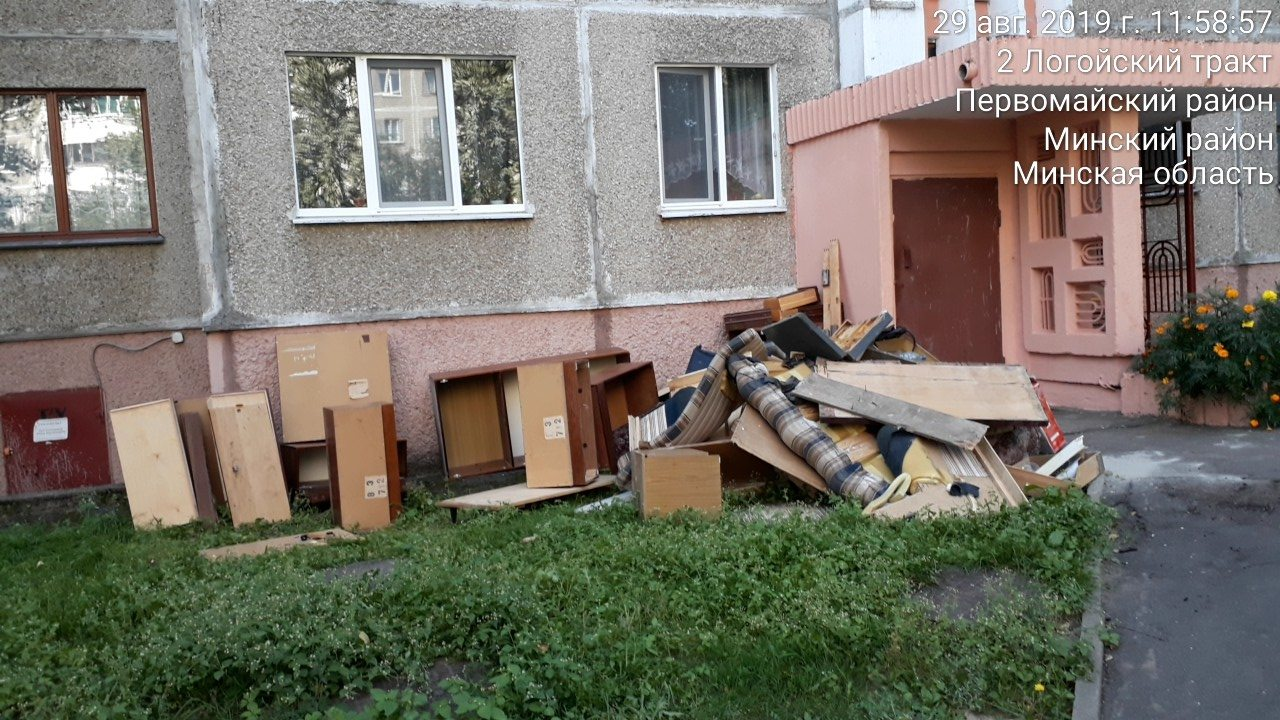 29 авг. 2019 г. 11:58:57
2 Логойский тракт
Первомайский район
Минский район
Минская область